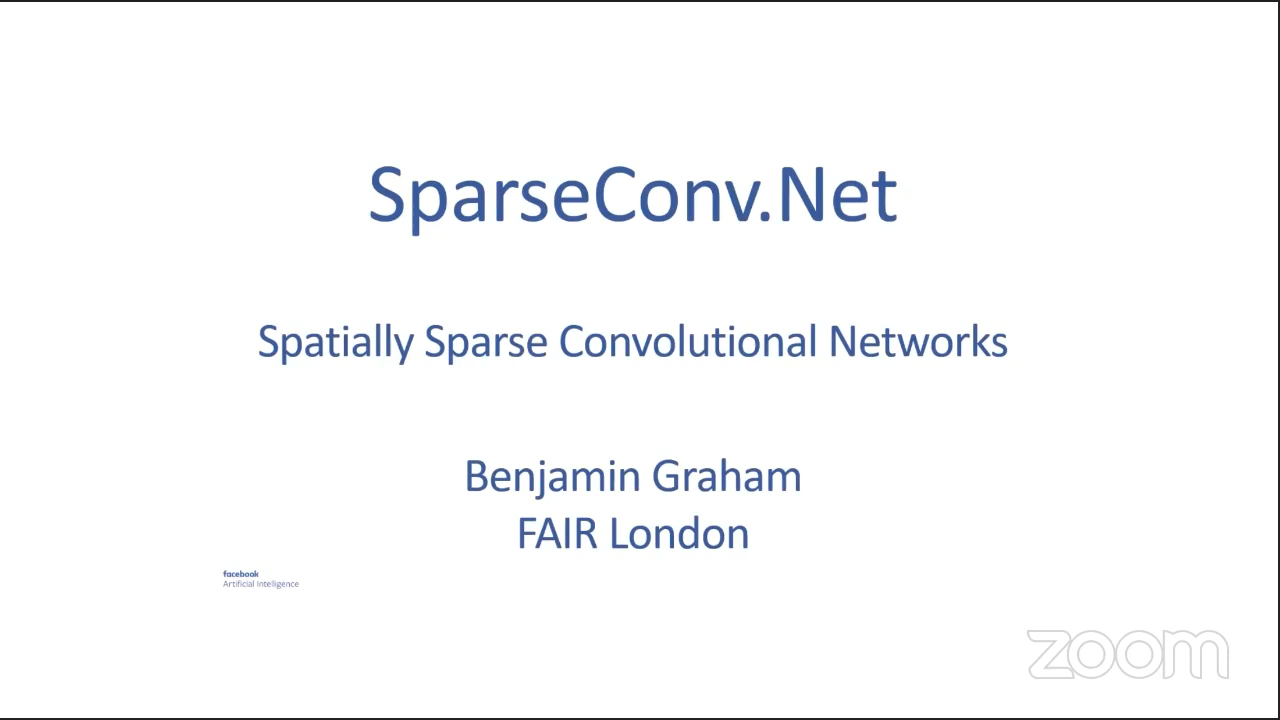 SparseConv.Net
Spatially Sparse Convolutional Networks
Benjamin Graham
FAIR London
facebook
Artificial Intelligence
zoom